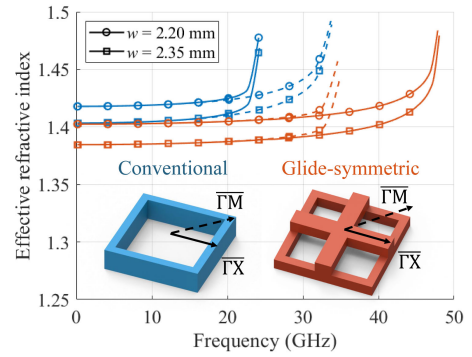 1.5
1.45
1.4
1.35
1.3
1.25
Effective refractive index
w = 2.20 mm
w = 2.35 mm
Conventional
Glide-symmetric
ΓM
ΓX
ΓM
ΓX
0
10
20
30
40
50
Frequency (GHz)